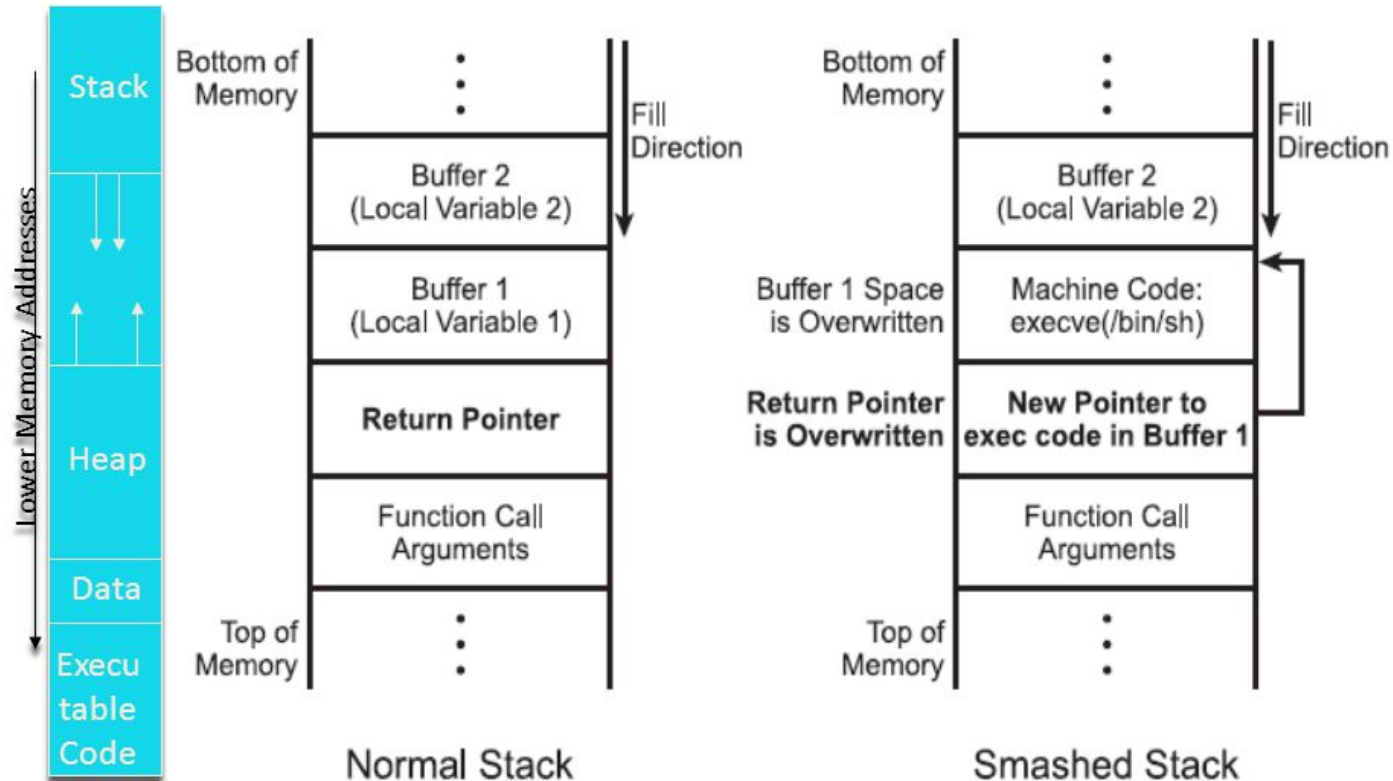 Lower Memory Addresses
Stack
Heap
Data
Execu
table
Code
Bottom of
Memory
Fill
Direction
Buffer 2
(Local Variable 2)
Buffer 1
(Local Variable 1)
Return Pointer
Function Call
Arguments
Top of
Memory
Normal Stack
Bottom of
Memory
Fill
Direction
Buffer 2
(Local Variable 2)
Buffer 1 Space
is Overwritten
Machine Code:
execve(/bin/sh)
Return Pointer
is Overwritten
New Pointer to
exec code in Buffer 1
Function Call
Arguments
Top of
Memory
Smashed Stack